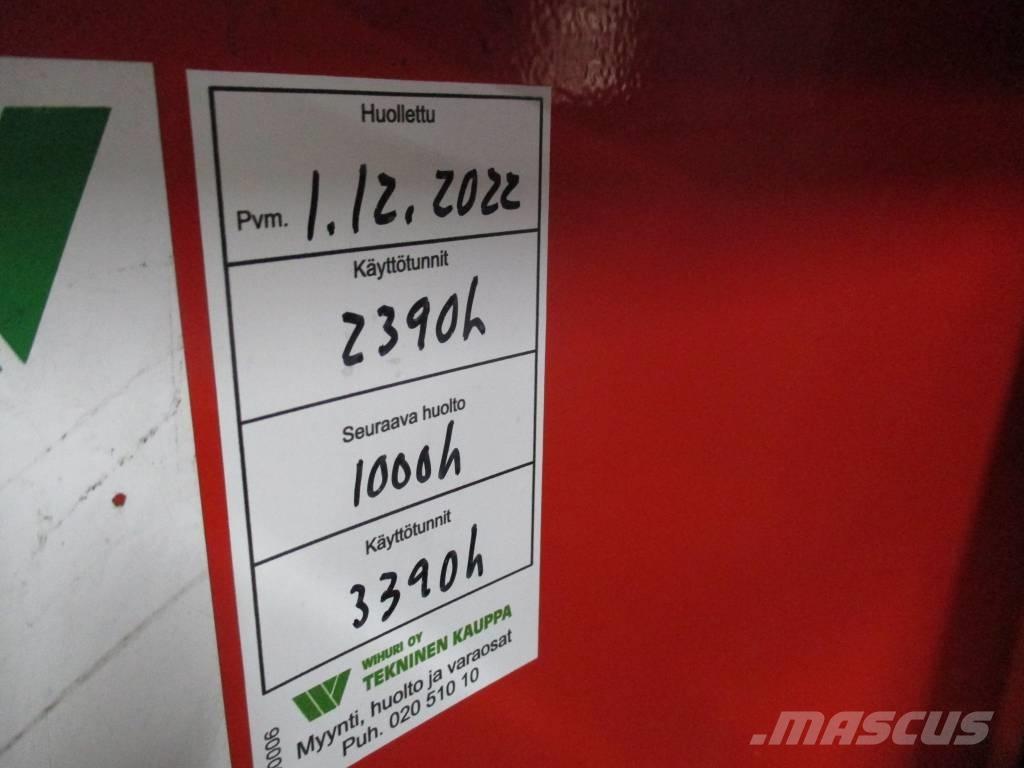 Huollettu
Pvm. 1.12.2022
Käyttötunnit
2390h
Seuraava huolto
1000h
Käyttötunnit
3390h
WIHURI OY
TEKNINEN KAUPPA
Myynti, huolto ja varaosat
Puh. 020 510 10
MASCUS